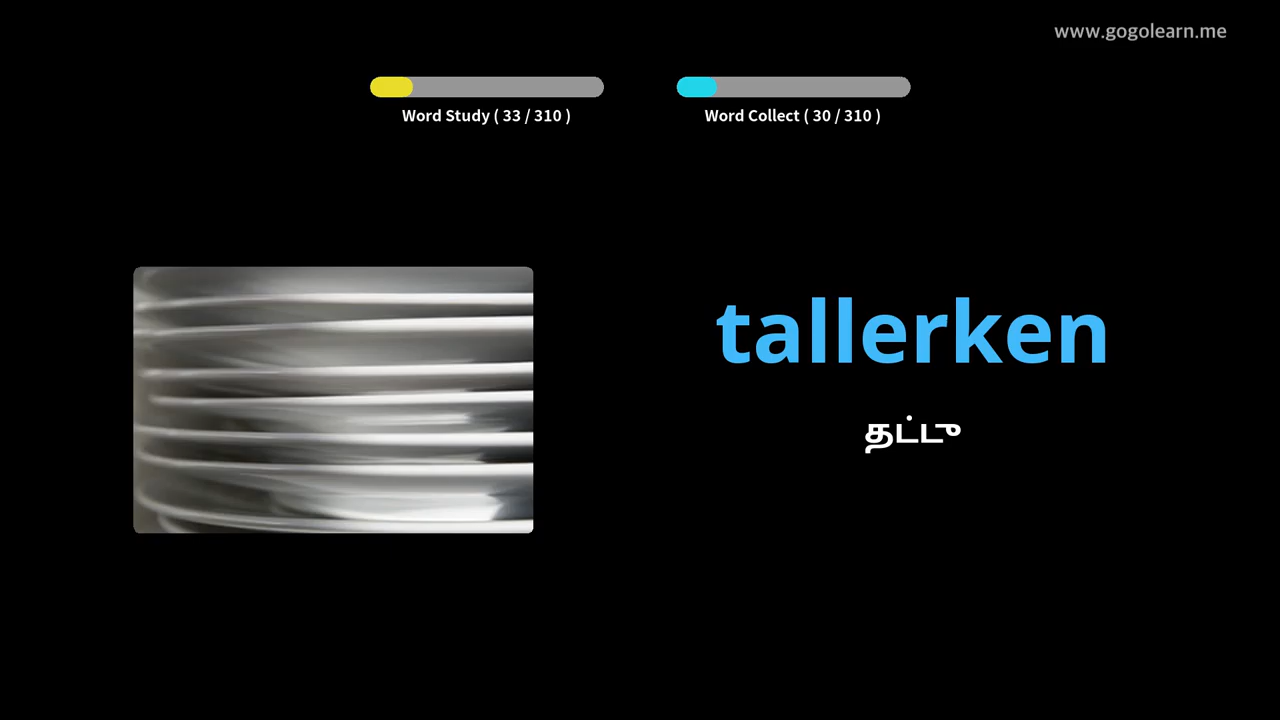 www.gogolearn.me
Word Study ( 33 / 310 )
Word Collect ( 30 / 310 )
tallerken
தட்டு